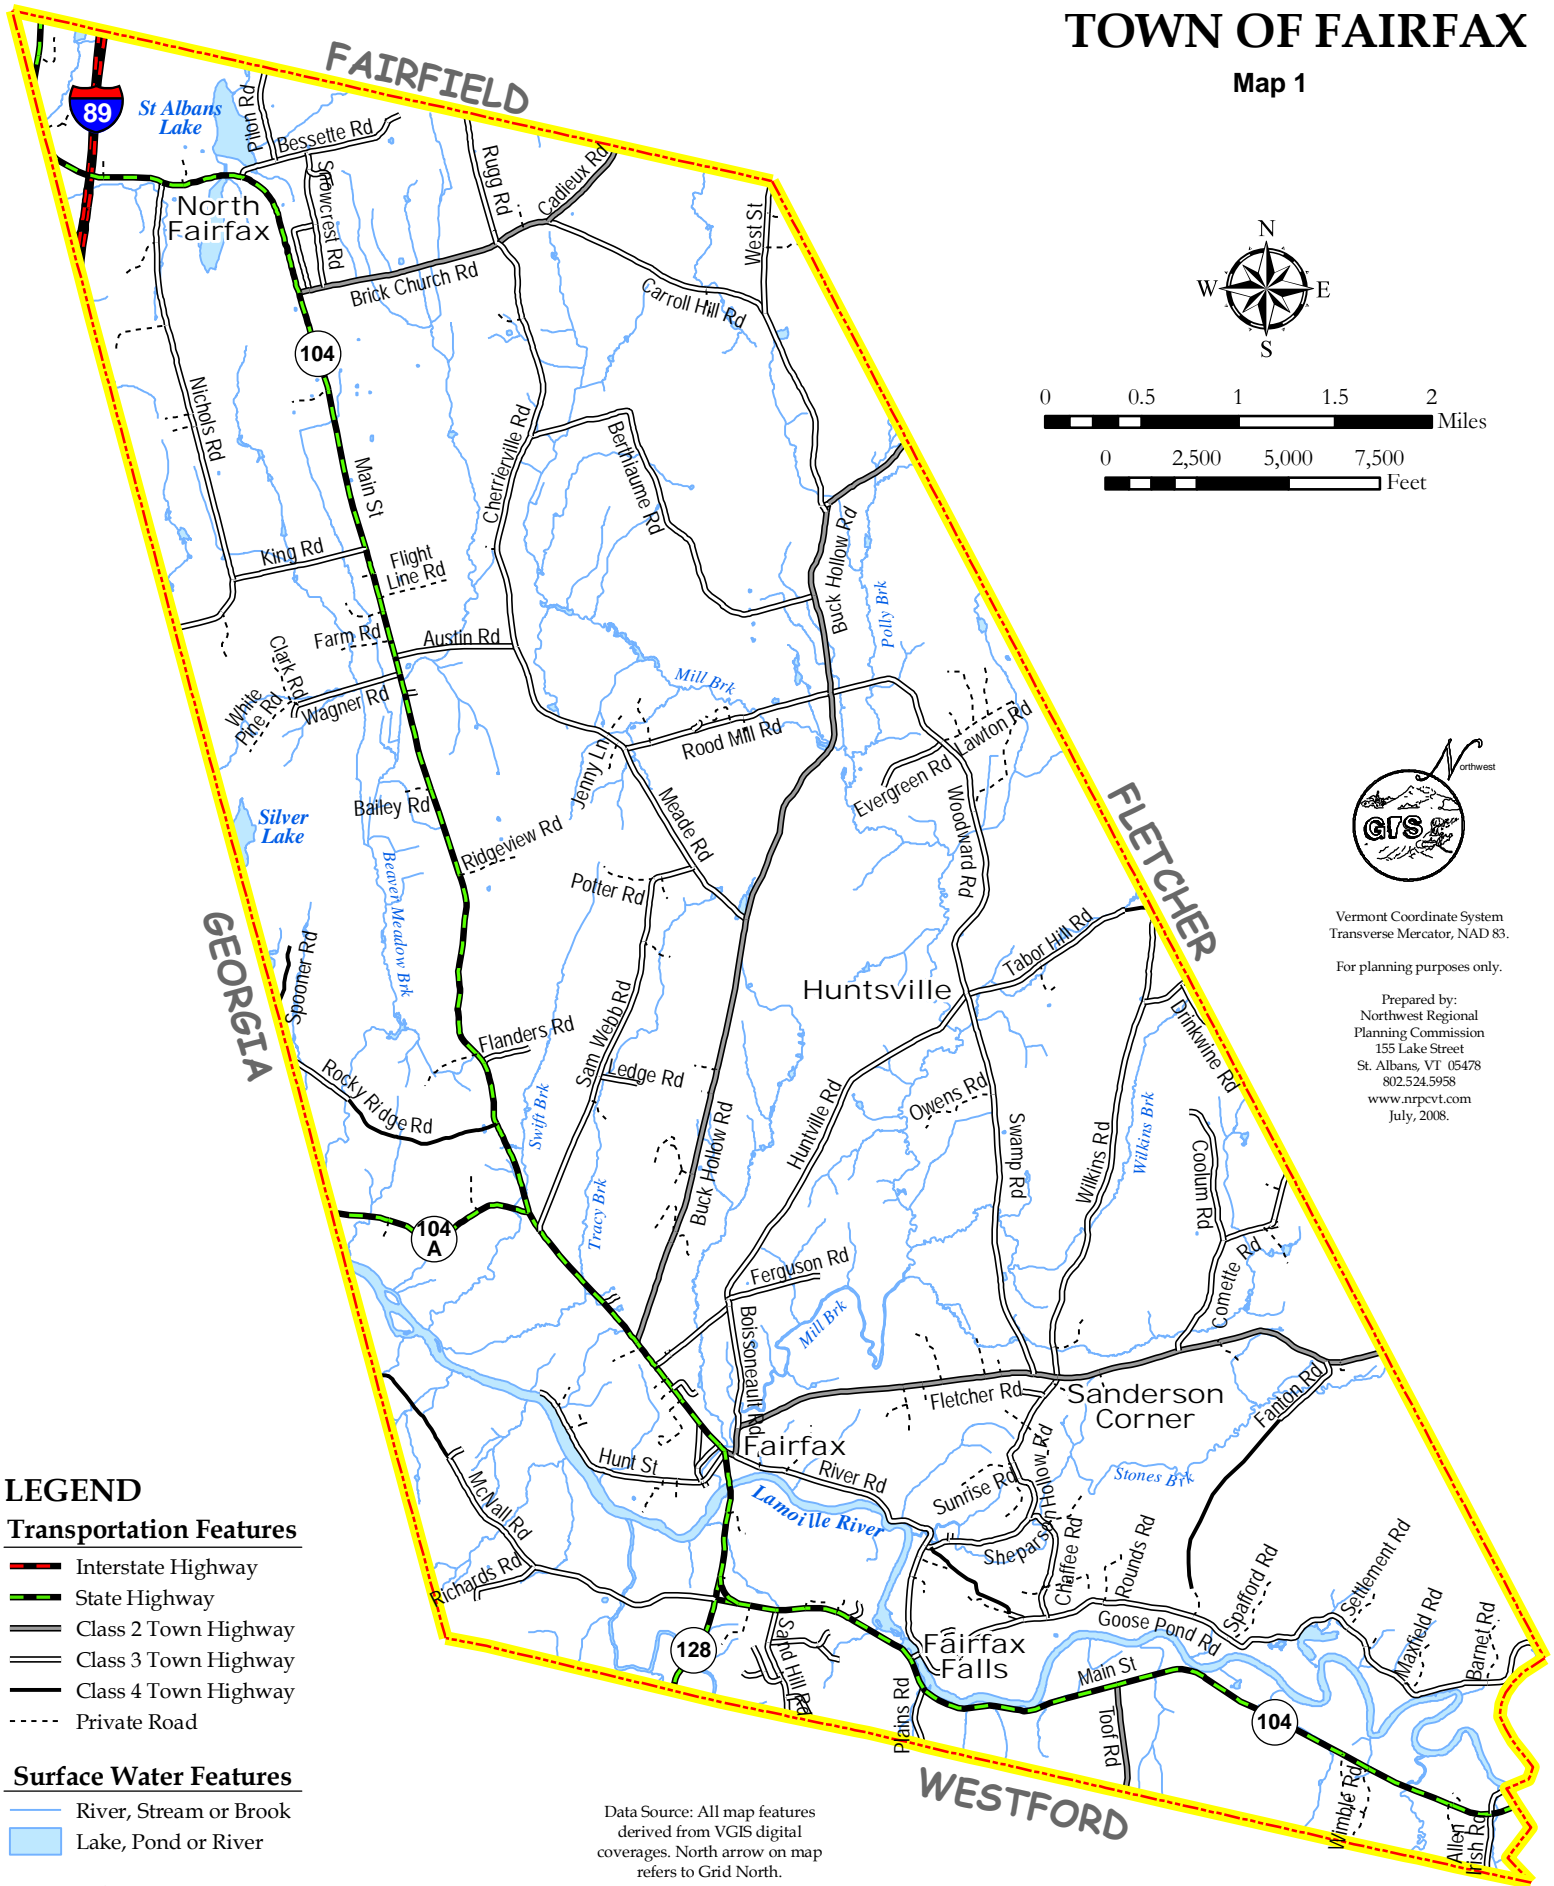 TOWN OF FAIRFAX
Map 1
FAIRFIELD
89
St Albans
Lake
Pilon Rd
Bessette Rd
Snowcrest Rd
Rugg Rd
Cadieux Rd
West St
North
Fairfax
Brick Church Rd
Carroll Hill Rd
N
W
E
S
104
0 0.5 1 1.5 2
Miles
0 2,500 5,000 7,500
Feet
Nichols Rd
Main St
Cherrierville Rd
Berthiaume Rd
Buck Hollow Rd
King Rd
Flight
Line Rd
Polly Brk
Farm Rd
Austin Rd
Clark Rd
White
Pine Rd
Wagner Rd
Mill Brk
Rood Mill Rd
Jenny Ln
Lawton Rd
Evergreen Rd
Bailey Rd
Silver
Lake
Meade Rd
Woodward Rd
FLETCHER
Northwest
GIS
Ridgeview Rd
Beaver Meadow Brk
Potter Rd
GEORGIA
Spooner Rd
Tabor Hill Rd
Vermont Coordinate System
Transverse Mercator, NAD 83.
For planning purposes only.
Prepared by:
Northwest Regional
Planning Commission
155 Lake Street
St. Albans, VT 05478
802.524.5958
www.nrpcvt.com
July, 2008.
Huntsville
Sam Webb Rd
Flanders Rd
Drinkwine Rd
Rocky Ridge Rd
Ledge Rd
Swift Brk
Owens Rd
Huntville Rd
Buck Hollow Rd
Swamp Rd
Wilkins Rd
Wilkins Brk
Coolum Rd
Tracy Brk
104
A
Ferguson Rd
Comette Rd
Mill Brk
Boissoneault Rd
Fletcher Rd
Sanderson
Corner
Fanton Rd
Fairfax
Hunt St
River Rd
Lamoille River
Sunrise Rd
Shepardson Hollow Rd
Stones Brk
McNall Rd
Richards Rd
Chaffee Rd
Rounds Rd
Spafford Rd
Settlement Rd
Maxfield Rd
Barnet Rd
Goose Pond Rd
128
Sand Hill Rd
Fairfax
Falls
Main St
Plains Rd
Toof Rd
104
Wimble Rd
Allen
Irish Rd
WESTFORD
LEGEND
Transportation Features
Interstate Highway
State Highway
Class 2 Town Highway
Class 3 Town Highway
Class 4 Town Highway
Private Road
Surface Water Features
River, Stream or Brook
Lake, Pond or River
Data Source: All map features
derived from VGIS digital
coverages. North arrow on map
refers to Grid North.